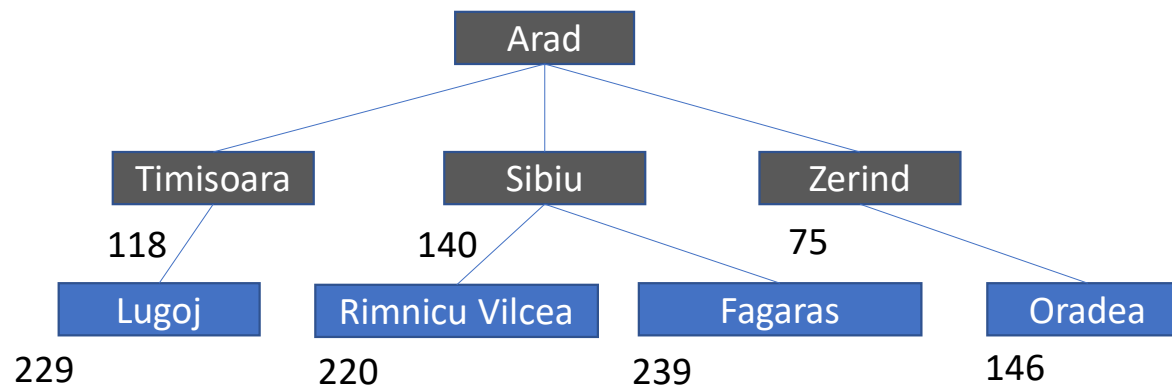 Arad
Timisoara
Sibiu
Zerind
118
140
75
Lugoj
Rimnicu Vilcea
Fagaras
Oradea
229
220
239
146